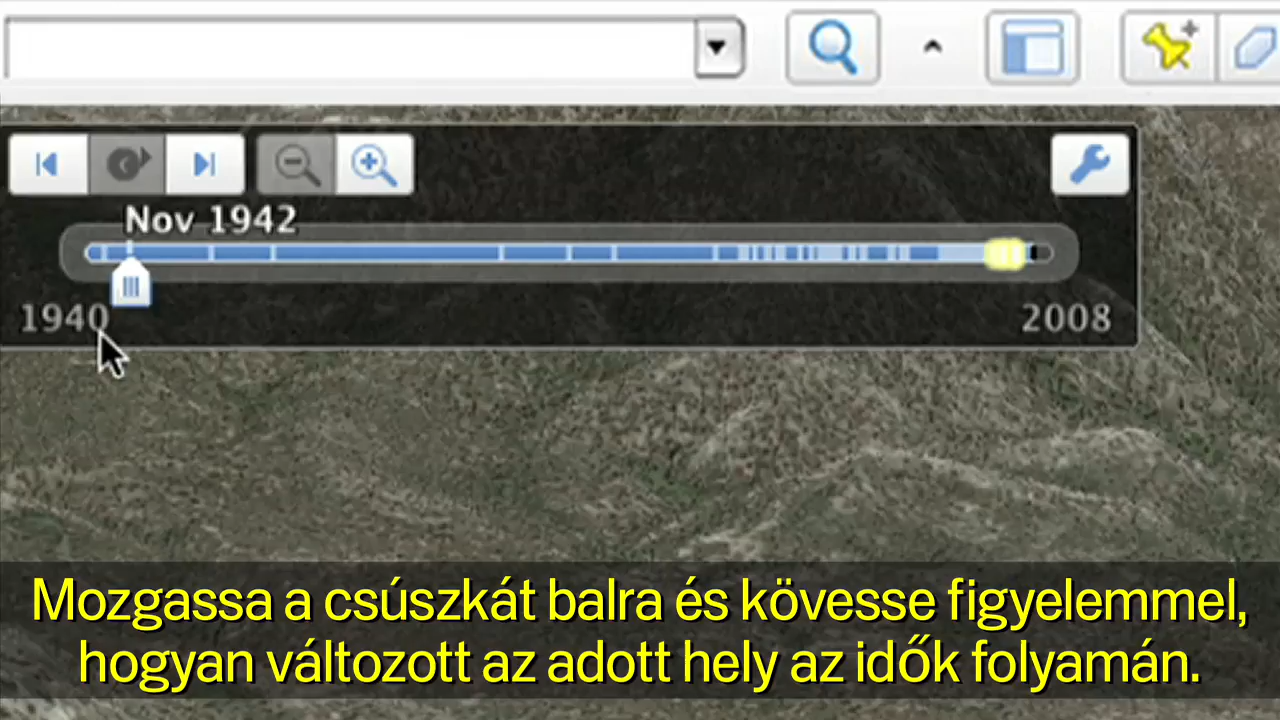 Nov 1942
1940
2008
Mozgassa a csúszkát balra és kövesse figyelemmel,
hogyan változott az adott hely az idők folyamán.